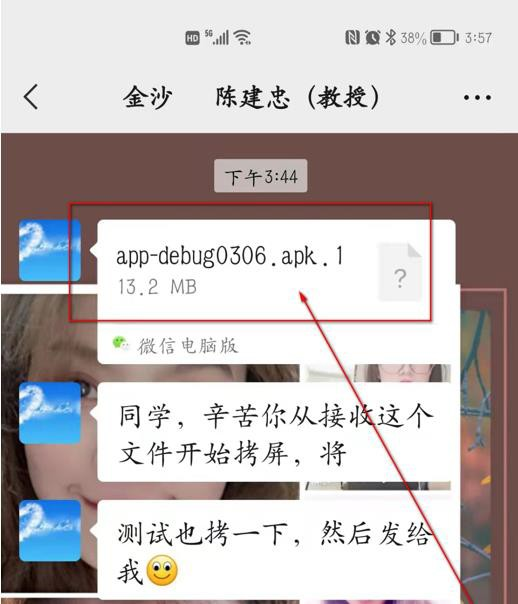 HD 5G 38% 3:57
金沙 陈建忠（教授）
下午3:44
app-debug0306.apk.1
13.2 MB
?
微信电脑版
同学，辛苦你从接收这个
文件开始拷屏，将
测试也拷一下，然后发给
我